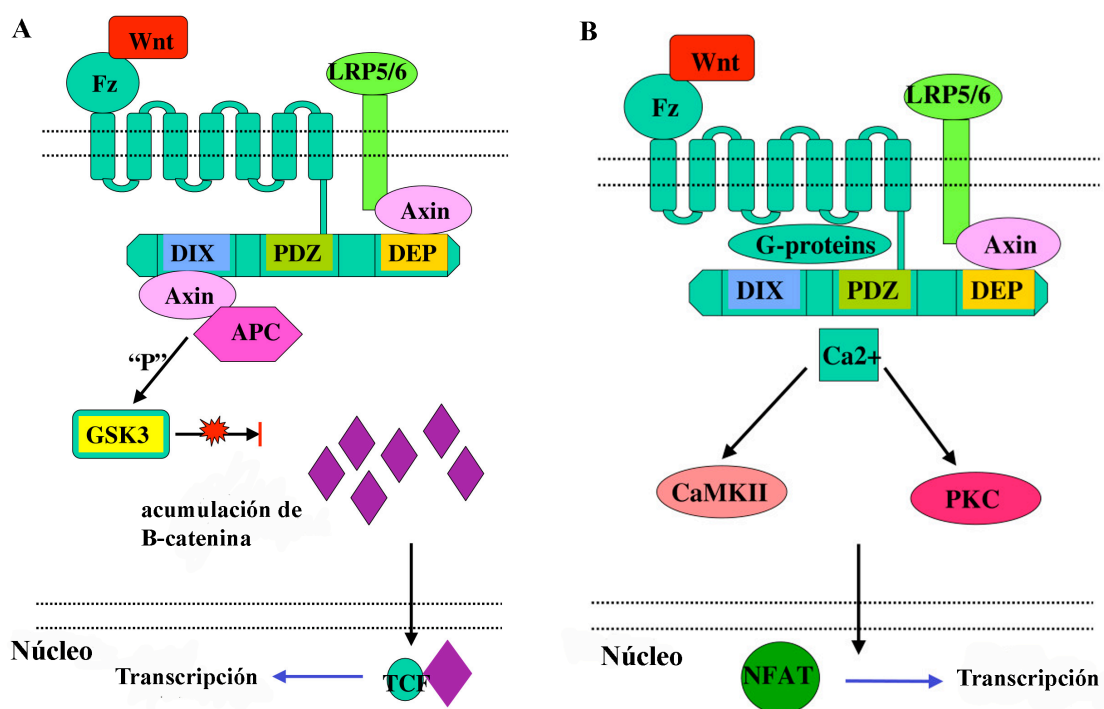 A
Wnt
Fz
LRP5/6
Axin
DIX
PDZ
DEP
Axin
APC
“P”
GSK3
acumulación de
B-catenina
Núcleo
Transcripción
TCF
B
Wnt
Fz
LRP5/6
G-proteins
Axin
DIX
PDZ
DEP
Ca2+
CaMKII
PKC
Núcleo
NFAT
Transcripción